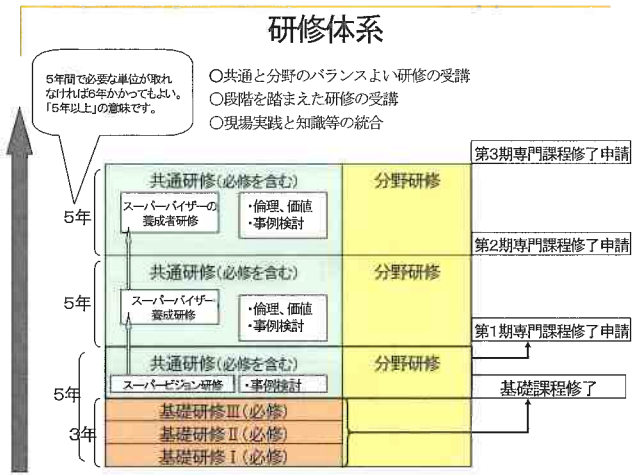 研修体系
5年間で必要な単位が取れ
なければ6年かかってもよい。
「5年以上」の意味です。
○共通と分野のバランスよい研修の受講
○段階を踏まえた研修の受講
○現場実践と知識等の統合
第3期専門課程修了申請
共通研修(必修を含む)
分野研修
スーパーバイザーの
養成者研修
・倫理、価値
・事例検討
5年
第2期専門課程修了申請
共通研修(必修を含む)
分野研修
スーパーバイザー
養成研修
・倫理、価値
・事例検討
5年
第1期専門課程修了申請
共通研修(必修を含む)
分野研修
スーパービジョン研修
・事例検討
基礎課程修了
5年
3年
基礎研修Ⅲ(必修)
基礎研修Ⅱ(必修)
基礎研修Ⅰ(必修)